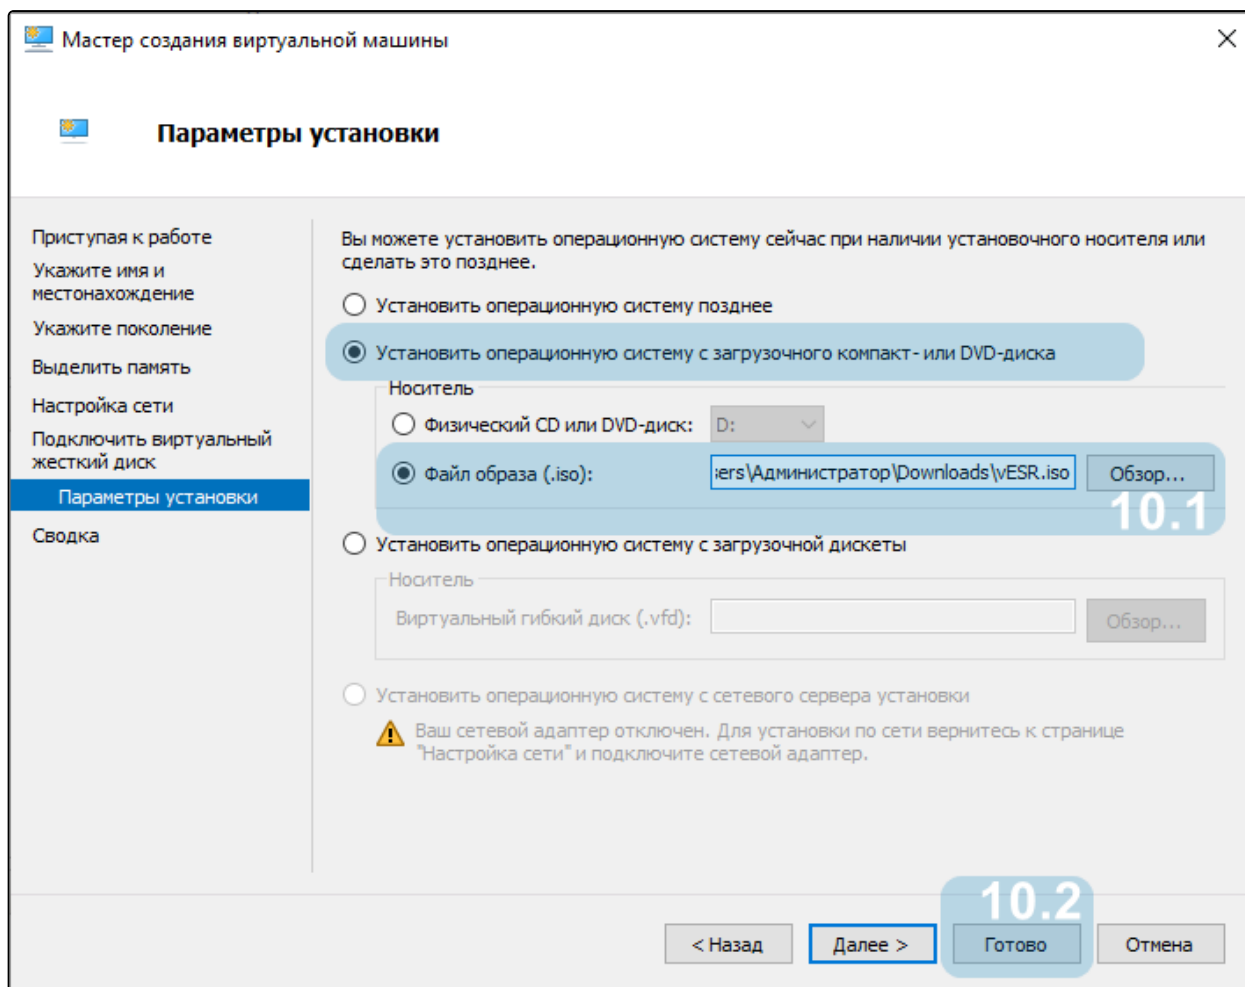 Мастер создания виртуальной машины
Параметры установки
Приступая к работе
Укажите имя и
местонахождение
Укажите поколение
Выделить память
Настройка сети
Подключить виртуальный
жесткий диск
Параметры установки
Сводка
Вы можете установить операционную систему сейчас при наличии установочного носителя или
сделать это позднее.
Установить операционную систему позднее
Установить операционную систему с загрузочного компакт- или DVD-диска
Носитель
Физический CD или DVD-диск: D:
Файл образа (.iso): ers\Администратор\Downloads\vESR.iso Обзор...
10.1
Установить операционную систему с загрузочной дискеты
Носитель
Виртуальный гибкий диск (.vfd): Обзор...
Установить операционную систему с сетевого сервера установки
Ваш сетевой адаптер отключен. Для установки по сети вернитесь к странице
"Настройка сети" и подключите сетевой адаптер.
10.2
< Назад Далее > Готово Отмена